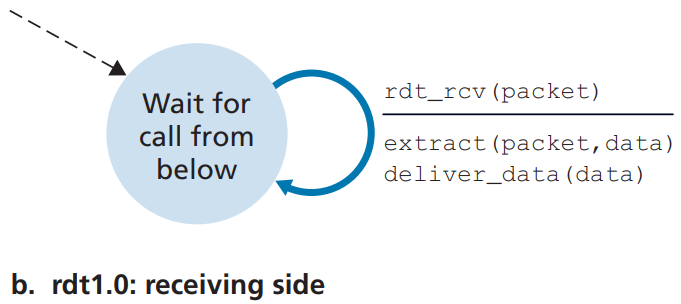 Wait for
call from
below
rdt_rcv(packet)
extract(packet,data)
deliver_data(data)
b. rdt1.0: receiving side